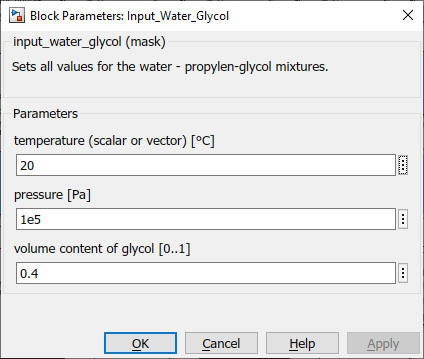 Block Parameters: Input_Water_Glycol
input_water_glycol (mask)
Sets all values for the water - propylen-glycol mixtures.
Parameters
temperature (scalar or vector) [°C]
20
pressure [Pa]
1e5
volume content of glycol [0..1]
0.4
OK Cancel Help Apply